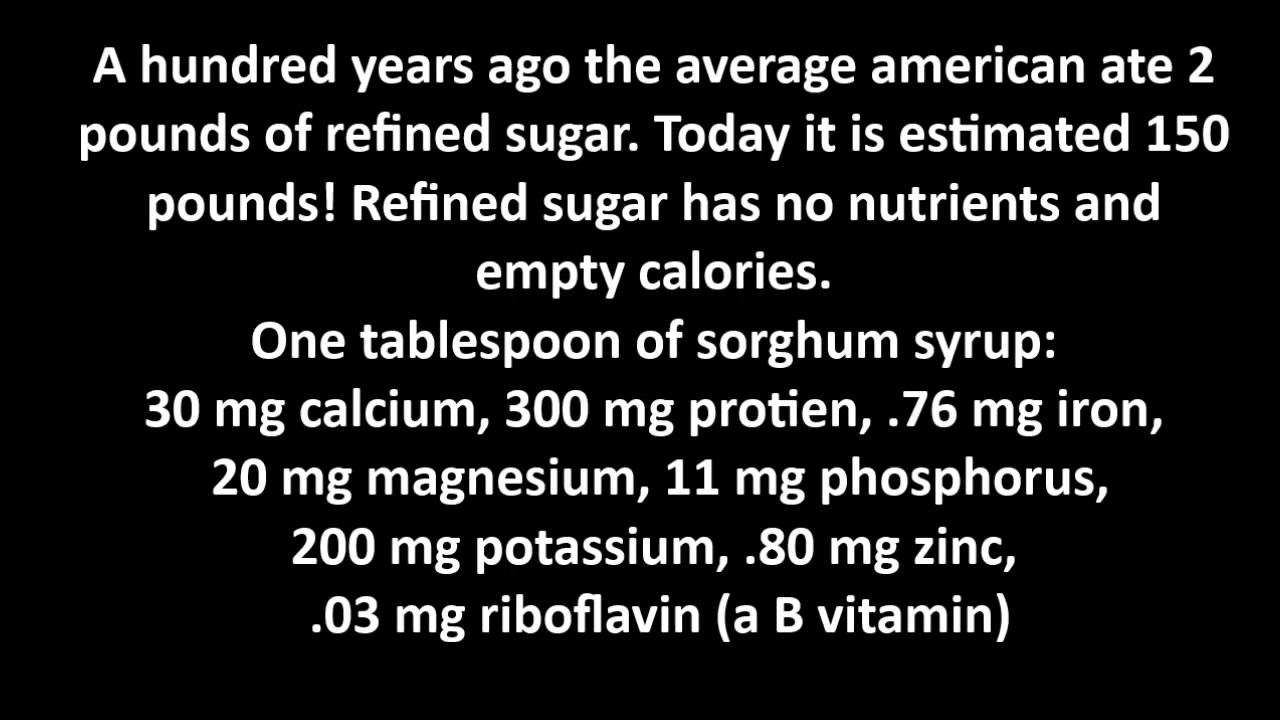 A hundred years ago the average american ate 2
pounds of refined sugar. Today it is estimated 150
pounds! Refined sugar has no nutrients and
empty calories.
One tablespoon of sorghum syrup:
30 mg calcium, 300 mg protien, .76 mg iron,
20 mg magnesium, 11 mg phosphorus,
200 mg potassium, .80 mg zinc,
.03 mg riboflavin (a B vitamin)